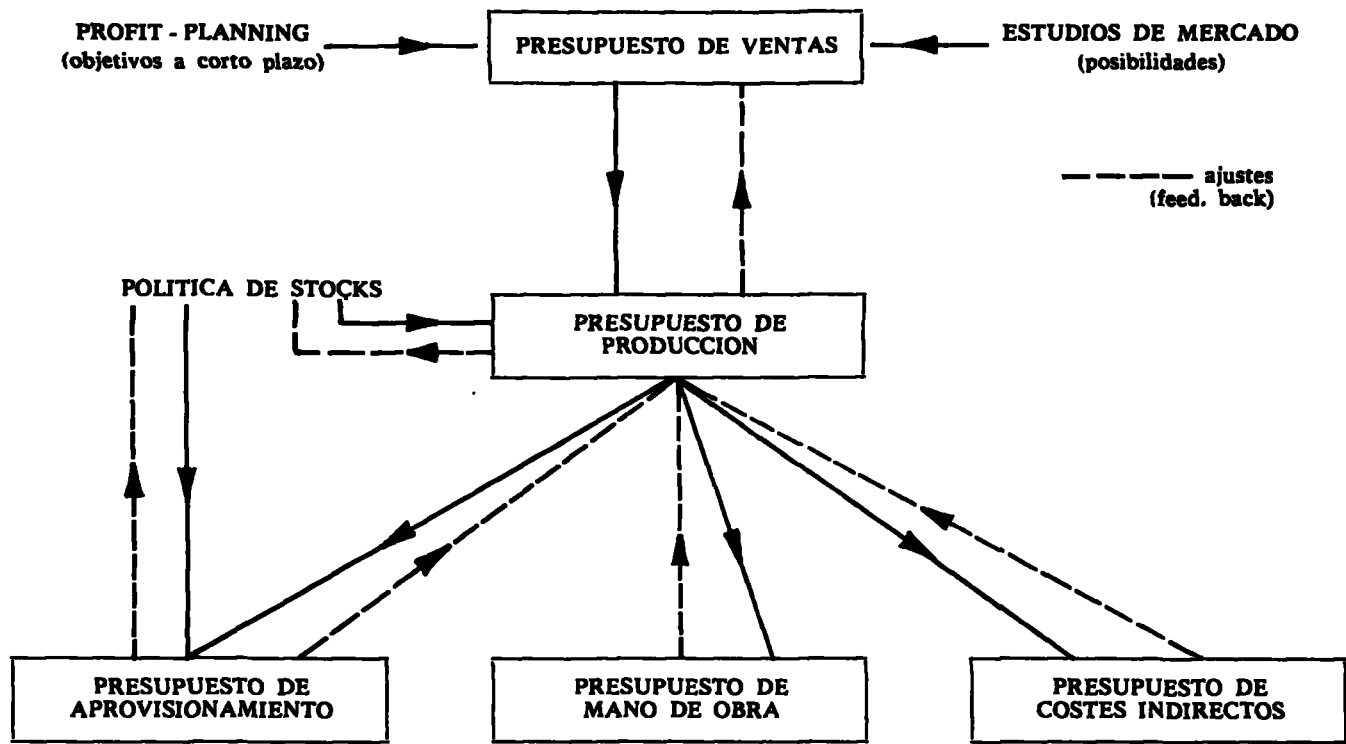 PROFIT - PLANNING
(objetivos a corto plazo)
PRESUPUESTO DE VENTAS
ESTUDIOS DE MERCADO
(posibilidades)
ajustes
(feed. back)
POLITICA DE STOCKS
PRESUPUESTO DE
PRODUCCION
PRESUPUESTO DE
APROVISIONAMIENTO
PRESUPUESTO DE
MANO DE OBRA
PRESUPUESTO DE
COSTES INDIRECTOS